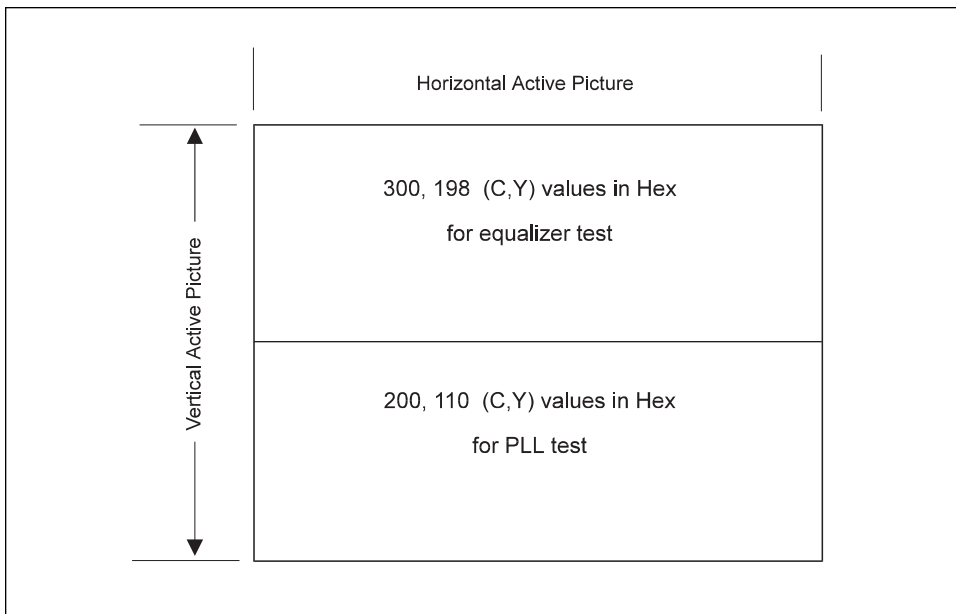 Horizontal Active Picture
300, 198 (C,Y) values in Hex
for equalizer test
Vertical Active Picture
200, 110 (C,Y) values in Hex
for PLL test